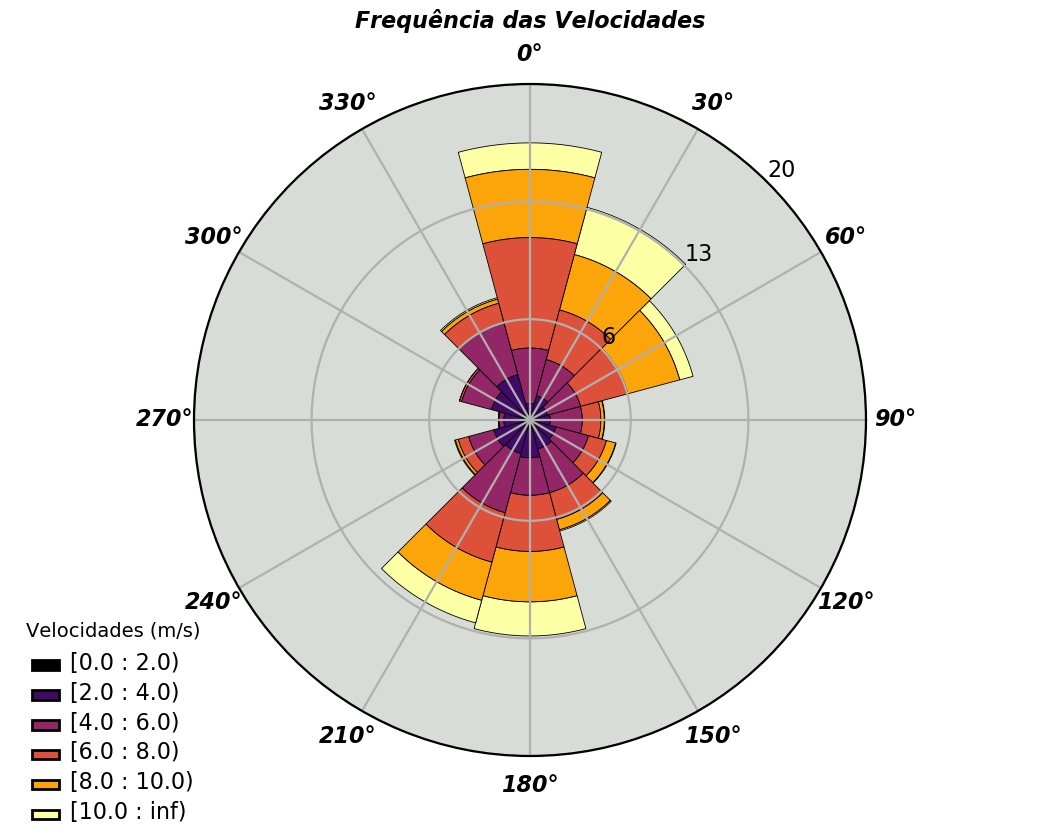 Frequência das Velocidades
0°
330°
30°
20
300°
60°
13
6
270°
90°
240°
120°
210°
150°
180°
Velocidades (m/s)
[0.0 : 2.0)
[2.0 : 4.0)
[4.0 : 6.0)
[6.0 : 8.0)
[8.0 : 10.0)
[10.0 : inf)